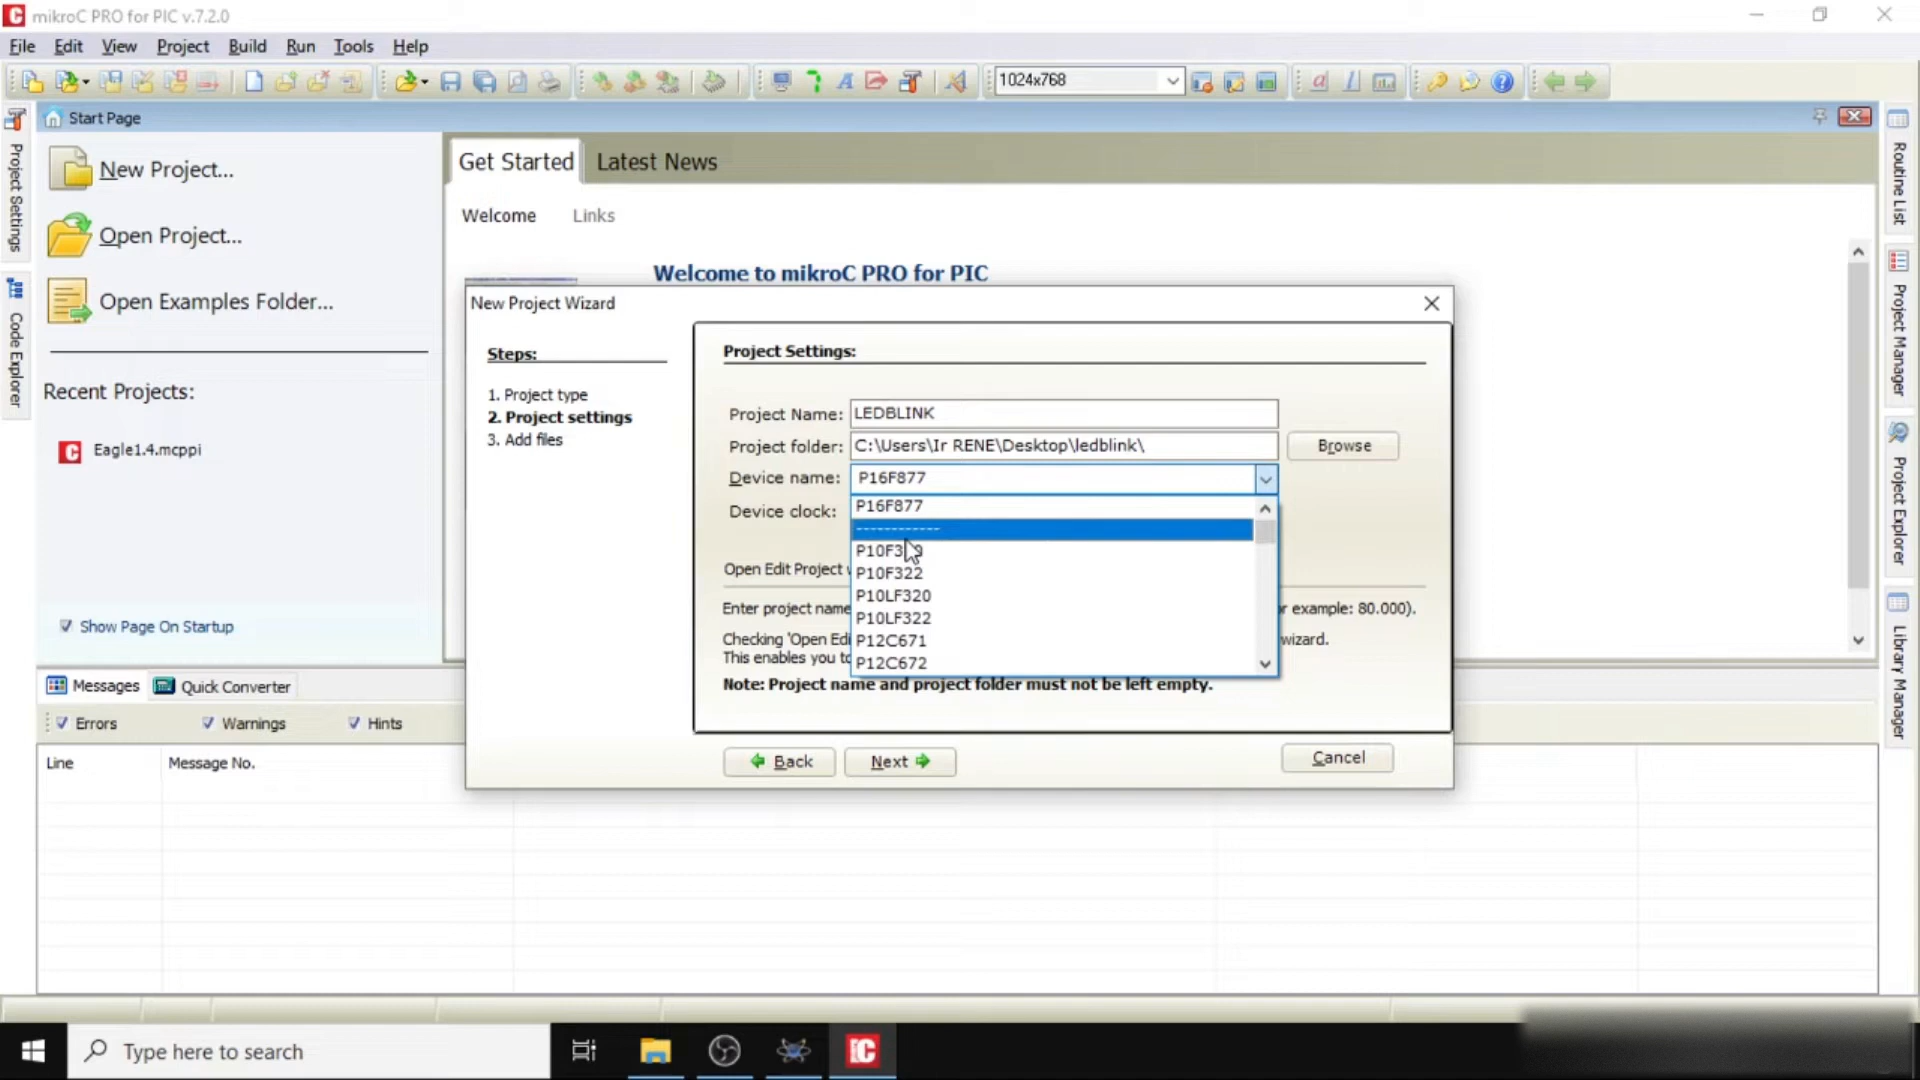 mikroC PRO for PIC v.7.2.0
File Edit View Project Build Run Tools Help
1024x768
Start Page
Project Settings
Code Explorer
New Project...
Open Project...
Open Examples Folder...
Recent Projects:
Eagle1.4.mcppi
Show Page On Startup
Get Started Latest News
Welcome Links
Welcome to mikroC PRO for PIC
New Project Wizard
Steps:
1. Project type
2. Project settings
3. Add files
Project Settings:
Project Name: LEDBLINK
Project folder: C:\Users\Ir RENE\Desktop\ledblink\ Browse
Device name: P16F877
Device clock:
P16F877
------------
P10F322
P10LF320
P10LF322
P12C671
P12C672
Open Edit Project
Enter project name example: 80.000).
Checking 'Open wizard.
This enables you to
Note: Project name and project folder must not be left empty.
Back Next Cancel
Routine List
Project Manager
Project Explorer
Library Manager
Messages Quick Converter
Errors Warnings Hints
Line Message No.
Type here to search